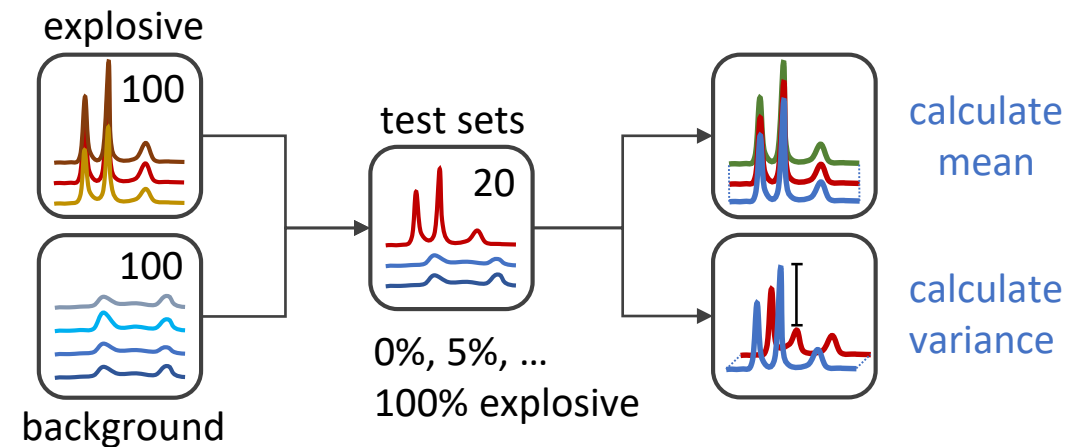 explosive
100
100
background
test sets
20
0%, 5%, ...
100% explosive
calculate
mean
calculate
variance